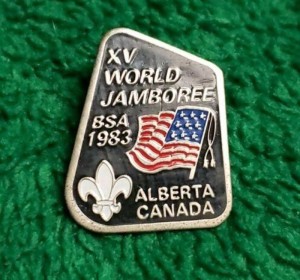 XV
WORLD
JAMBOREE
BSA
1983
ALBERTA
CANADA